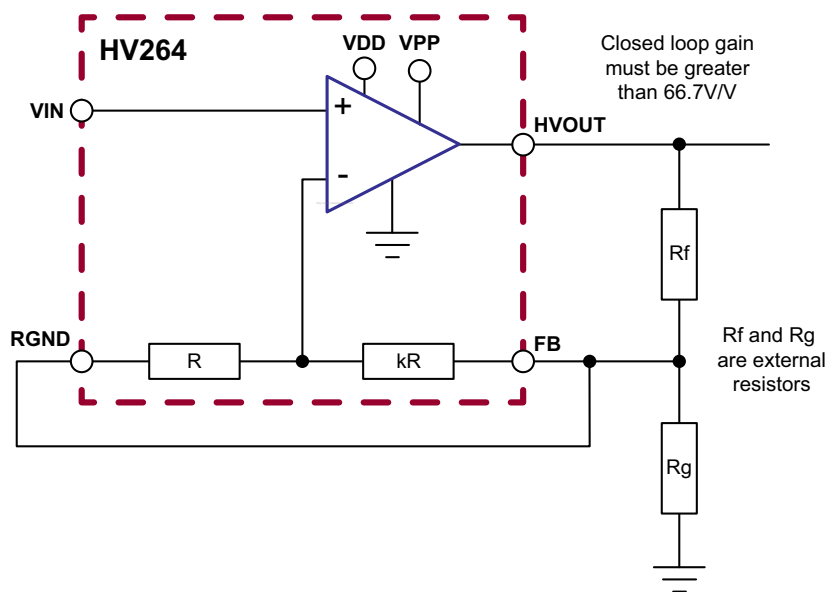 HV264
VDD
VPP
Closed loop gain
must be greater
than 66.7V/V
VIN
+
-
HVOUT
Rf
RGND
R
kR
FB
Rf and Rg
are external
resistors
Rg